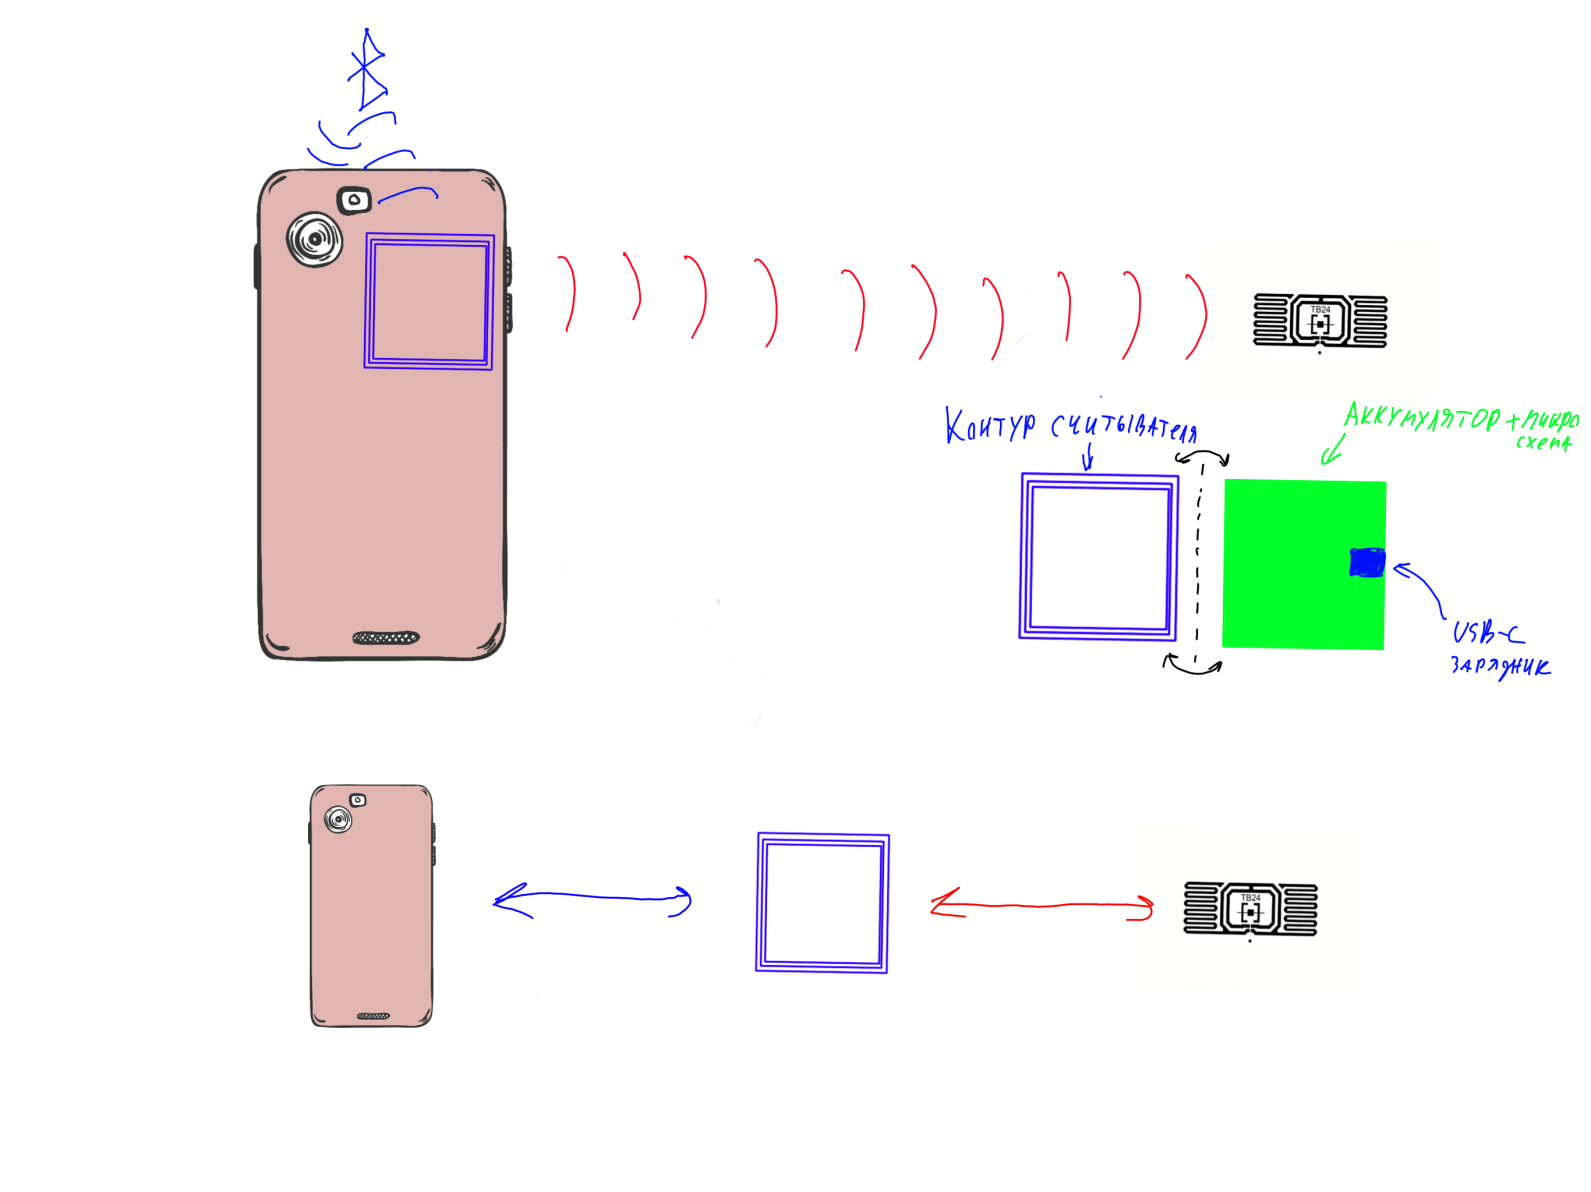 TB24
Контур считывателя
Аккумулятор + микро
схема
USB-C
зарядник
TB24